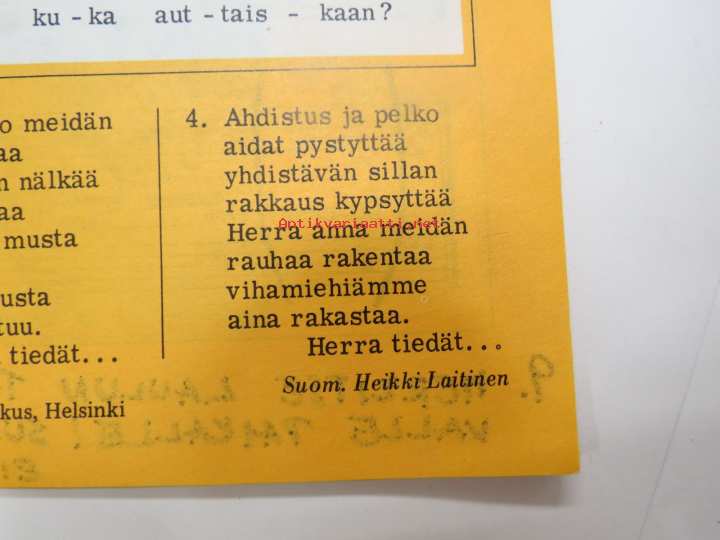 ku - ka aut - tais - kaan?
o meidän
aa
n nälkää
aa
musta
usta
tuu.
tiedät...
kus, Helsinki
4. Ahdistus ja pelko
aidat pystyttää
yhdistävän sillan
rakkaus kypsyttää
Antikvariaatti.net
Herra anna meidän
rauhaa rakentaa
vihamiehiämme
aina rakastaa.
Herra tiedät...
Suom. Heikki Laitinen